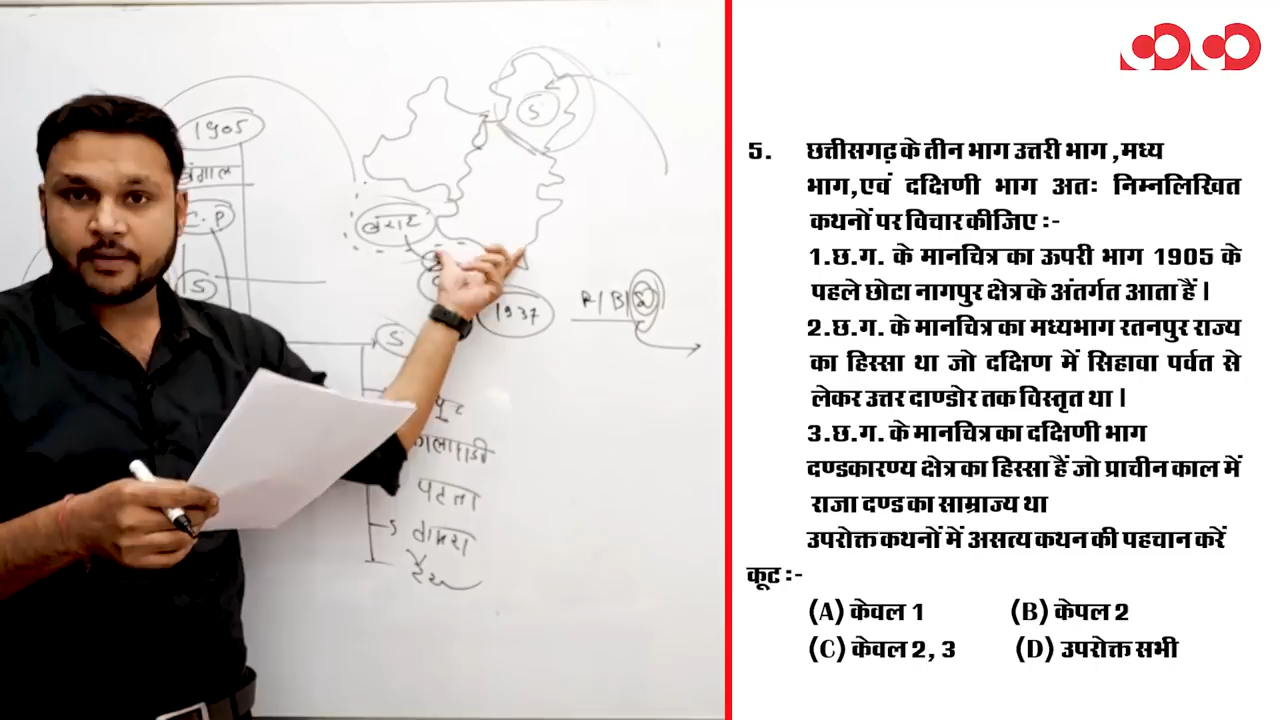 1905
बंगाल
C.P
S
S
बरार
1937
R/B/S
S
कालाहांडी
पटना
5. छत्तीसगढ़ के तीन भाग उत्तरी भाग ,मध्य
भाग,एवं दक्षिणी भाग अतः निम्नलिखित
कथनों पर विचार कीजिए :-
1.छ.ग. के मानचित्र का ऊपरी भाग 1905 के
पहले छोटा नागपुर क्षेत्र के अंतर्गत आता हैं |
2.छ.ग. के मानचित्र का मध्यभाग रतनपुर राज्य
का हिस्सा था जो दक्षिण में सिहावा पर्वत से
लेकर उत्तर दाण्डोर तक विस्तृत था |
3.छ.ग. के मानचित्र का दक्षिणी भाग
दण्डकारण्य क्षेत्र का हिस्सा हैं जो प्राचीन काल में
राजा दण्ड का साम्राज्य था
उपरोक्त कथनों में असत्य कथन की पहचान करें
कूट :-
(A) केवल 1 (B) केपल 2
(C) केवल 2, 3 (D) उपरोक्त सभी